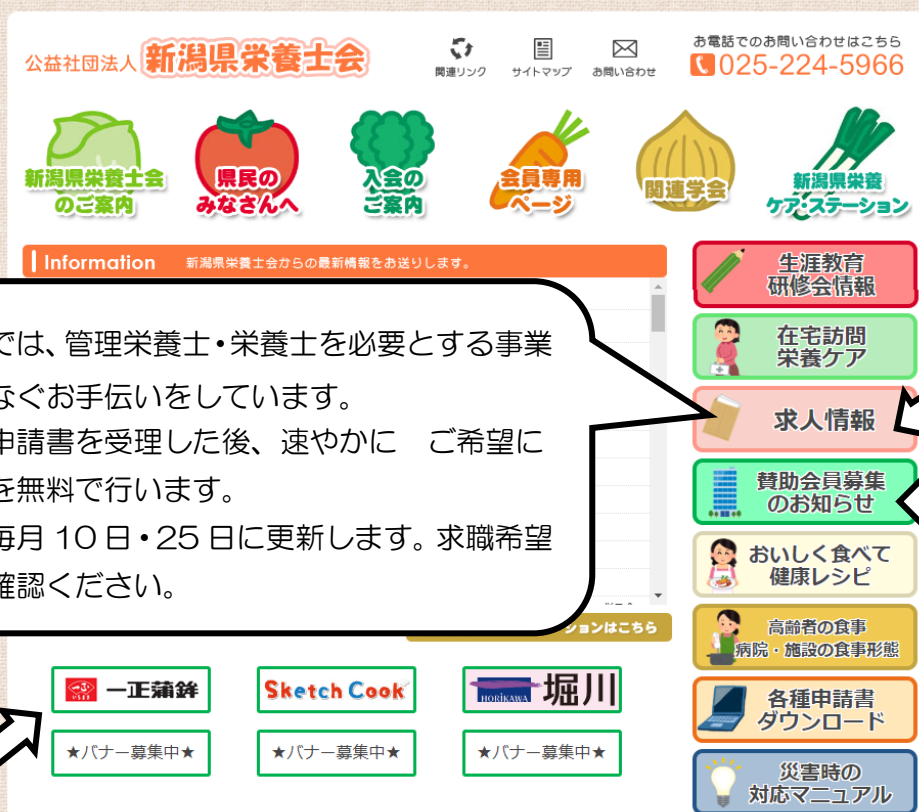 公益社団法人 新潟県栄養士会
関連リンク サイトマップ お問い合わせ
お電話でのお問い合わせはこちら
025-224-5966
新潟県栄養士会
のご案内
県民の
みなさんへ
入会の
ご案内
会員専用
ページ
関連学会
新潟県栄養
ケア・ステーション
Information 新潟県栄養士会からの最新情報をお送りします。
では、管理栄養士・栄養士を必要とする事業
なぐお手伝いをしています。
申請書を受理した後、速やかに ご希望に
を無料で行います。
毎月10日・25日に更新します。求職希望
確認ください。
ションはこちら
生涯教育
研修会情報
在宅訪問
栄養ケア
求人情報
賛助会員募集
のお知らせ
おいしく食べて
健康レシピ
高齢者の食事
病院・施設の食事形態
各種申請書
ダウンロード
災害時の
対応マニュアル
一正蒲鉾 Sketch Cook HORIKAWA 堀川
★バナー募集中★ ★バナー募集中★ ★バナー募集中★